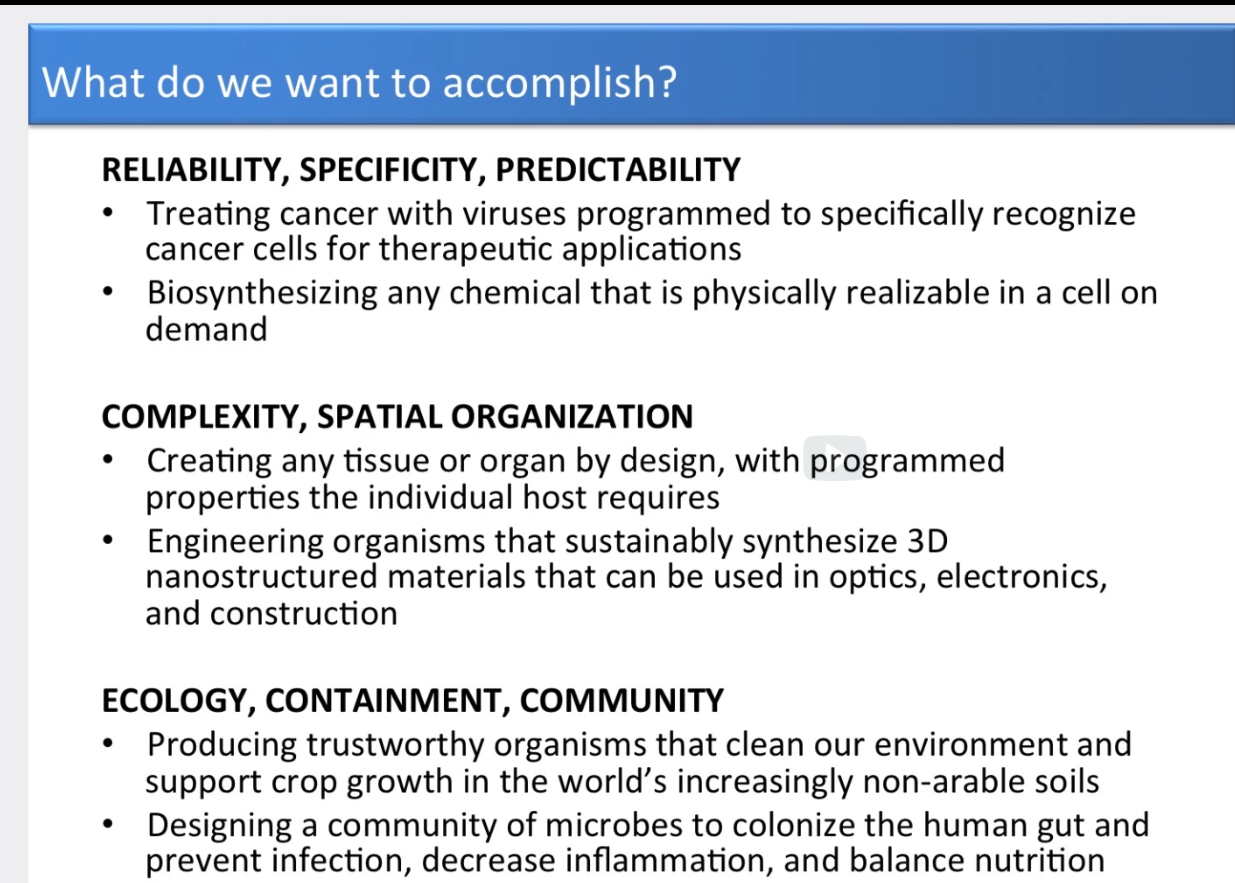 What do we want to accomplish?
RELIABILITY, SPECIFICITY, PREDICTABILITY
• Treating cancer with viruses programmed to specifically recognize
cancer cells for therapeutic applications
• Biosynthesizing any chemical that is physically realizable in a cell on
demand
COMPLEXITY, SPATIAL ORGANIZATION
• Creating any tissue or organ by design, with programmed
properties the individual host requires
• Engineering organisms that sustainably synthesize 3D
nanostructured materials that can be used in optics, electronics,
and construction
ECOLOGY, CONTAINMENT, COMMUNITY
• Producing trustworthy organisms that clean our environment and
support crop growth in the world’s increasingly non-arable soils
• Designing a community of microbes to colonize the human gut and
prevent infection, decrease inflammation, and balance nutrition